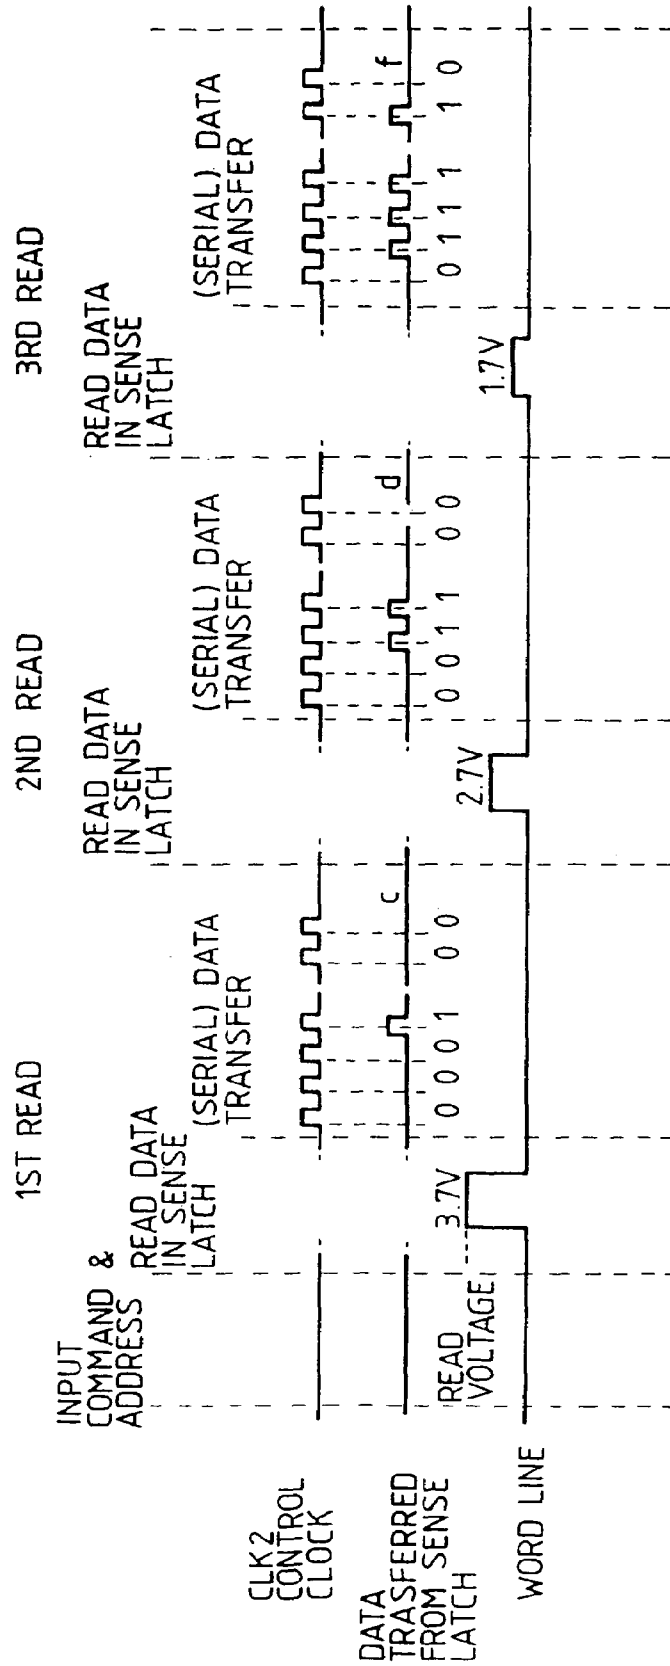 1ST READ
2ND READ
3RD READ
INPUT
COMMAND &
ADDRESS
READ DATA
IN SENSE
LATCH
(SERIAL) DATA
TRANSFER
READ DATA
IN SENSE
LATCH
(SERIAL) DATA
TRANSFER
READ DATA
IN SENSE
LATCH
(SERIAL) DATA
TRANSFER
CLK2
CONTROL
CLOCK
DATA
TRASFERRED
FROM SENSE
LATCH
c
d
f
0 0 0 1 0 0
0 0 1 1 0 0
0 1 1 1 1 0
READ
VOLTAGE
3.7V
2.7V
1.7V
WORD LINE